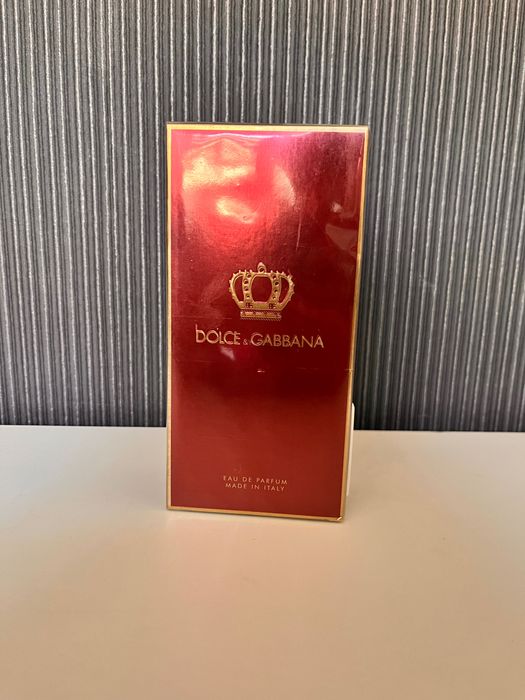 DOLCE & GABBANA
EAU DE PARFUM
MADE IN ITALY